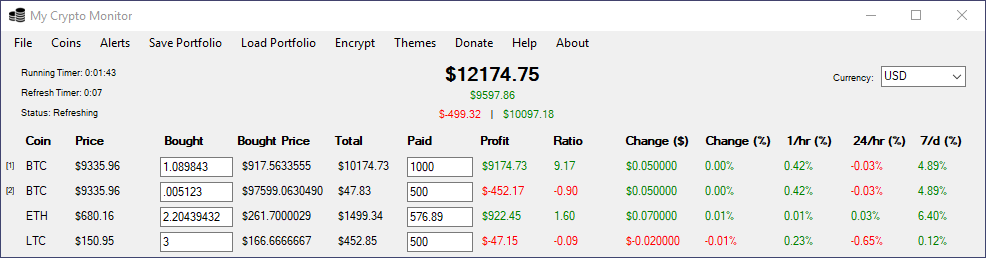 My Crypto Monitor
File Coins Alerts Save Portfolio Load Portfolio Encrypt Themes Donate Help About
Running Timer: 0:01:43
Refresh Timer: 0:07
Status: Refreshing
$12174.75
$9597.86
$-499.32 | $10097.18
Currency: USD
Coin Price Bought Bought Price Total Paid Profit Ratio Change ($) Change (%) 1/hr (%) 24/hr (%) 7/d (%)
[1] BTC $9335.96 1.089843 $917.5633555 $10174.73 1000 $9174.73 9.17 $0.050000 0.00% 0.42% -0.03% 4.89%
[2] BTC $9335.96 .005123 $97599.0630490 $47.83 500 $-452.17 -0.90 $0.050000 0.00% 0.42% -0.03% 4.89%
ETH $680.16 2.20439432 $261.7000029 $1499.34 576.89 $922.45 1.60 $0.070000 0.01% 0.01% 0.03% 6.40%
LTC $150.95 3 $166.6666667 $452.85 500 $-47.15 -0.09 $-0.020000 -0.01% 0.23% -0.65% 0.12%